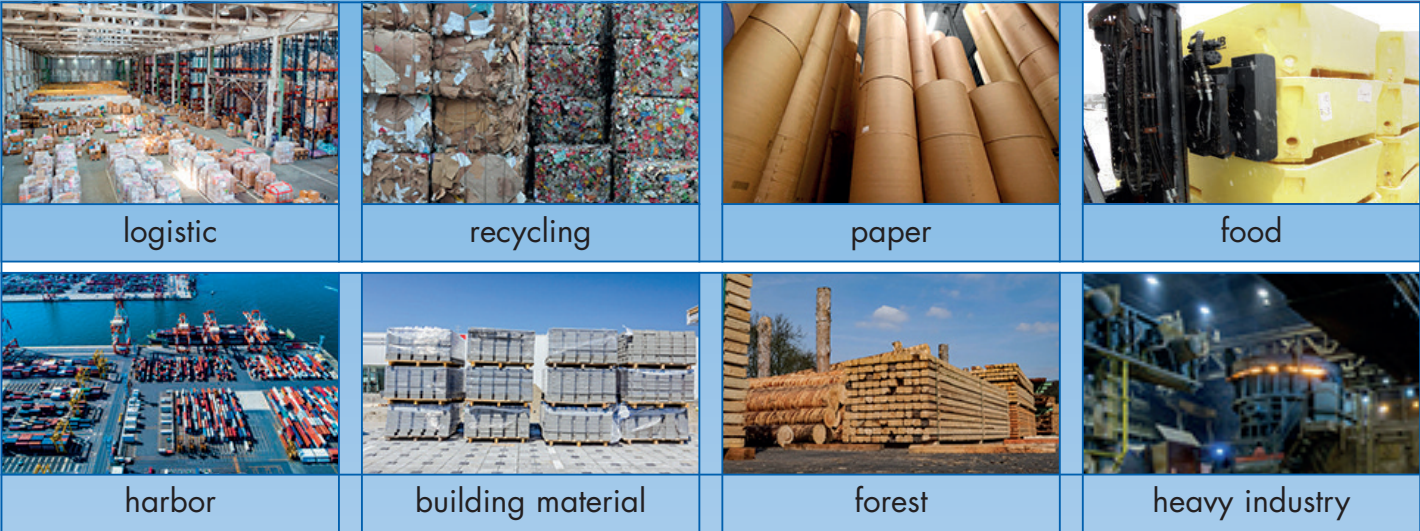 logistic
recycling
paper
food
harbor
building material
forest
heavy industry